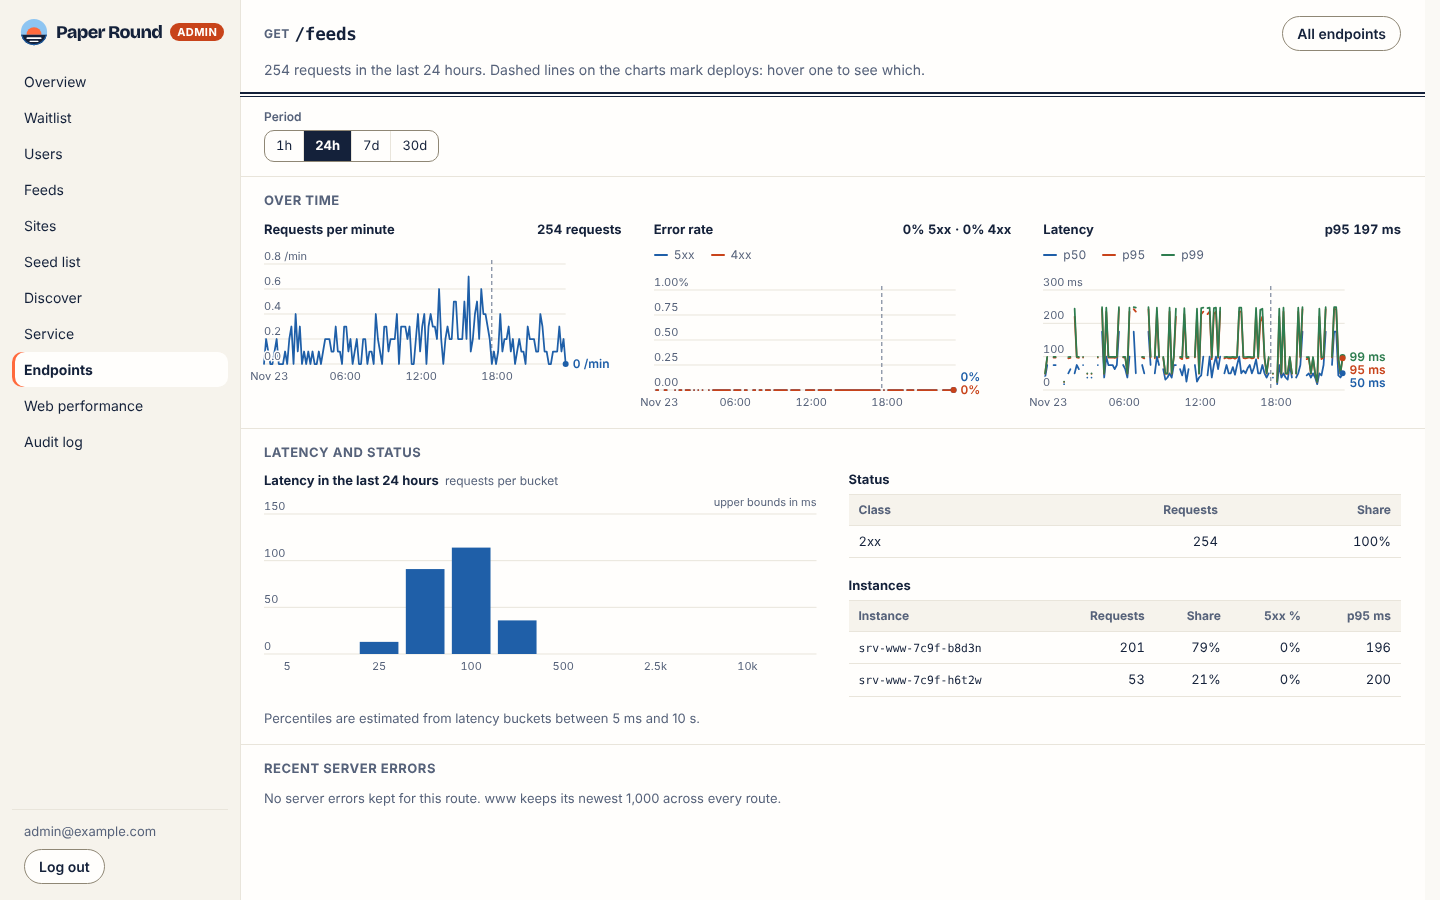 Paper Round ADMIN
Overview
Waitlist
Users
Feeds
Sites
Seed list
Discover
Service
Endpoints
Web performance
Audit log
admin@example.com
Log out
GET /feeds
All endpoints
254 requests in the last 24 hours. Dashed lines on the charts mark deploys: hover one to see which.
Period
1h 24h 7d 30d
OVER TIME
Requests per minute 254 requests
0.8 /min
0.6
0.4
0.2
0.0
0 /min
Nov 23 06:00 12:00 18:00
Error rate 0% 5xx · 0% 4xx
5xx 4xx
1.00%
0.75
0.50
0.25
0.00
0%
0%
Nov 23 06:00 12:00 18:00
Latency p95 197 ms
p50 p95 p99
300 ms
200
100
0
99 ms
95 ms
50 ms
Nov 23 06:00 12:00 18:00
LATENCY AND STATUS
Latency in the last 24 hours requests per bucket
upper bounds in ms
150
100
50
0
5 25 100 500 2.5k 10k
Percentiles are estimated from latency buckets between 5 ms and 10 s.
Status
Class Requests Share
2xx 254 100%
Instances
Instance Requests Share 5xx % p95 ms
srv-www-7c9f-b8d3n 201 79% 0% 196
srv-www-7c9f-h6t2w 53 21% 0% 200
RECENT SERVER ERRORS
No server errors kept for this route. www keeps its newest 1,000 across every route.